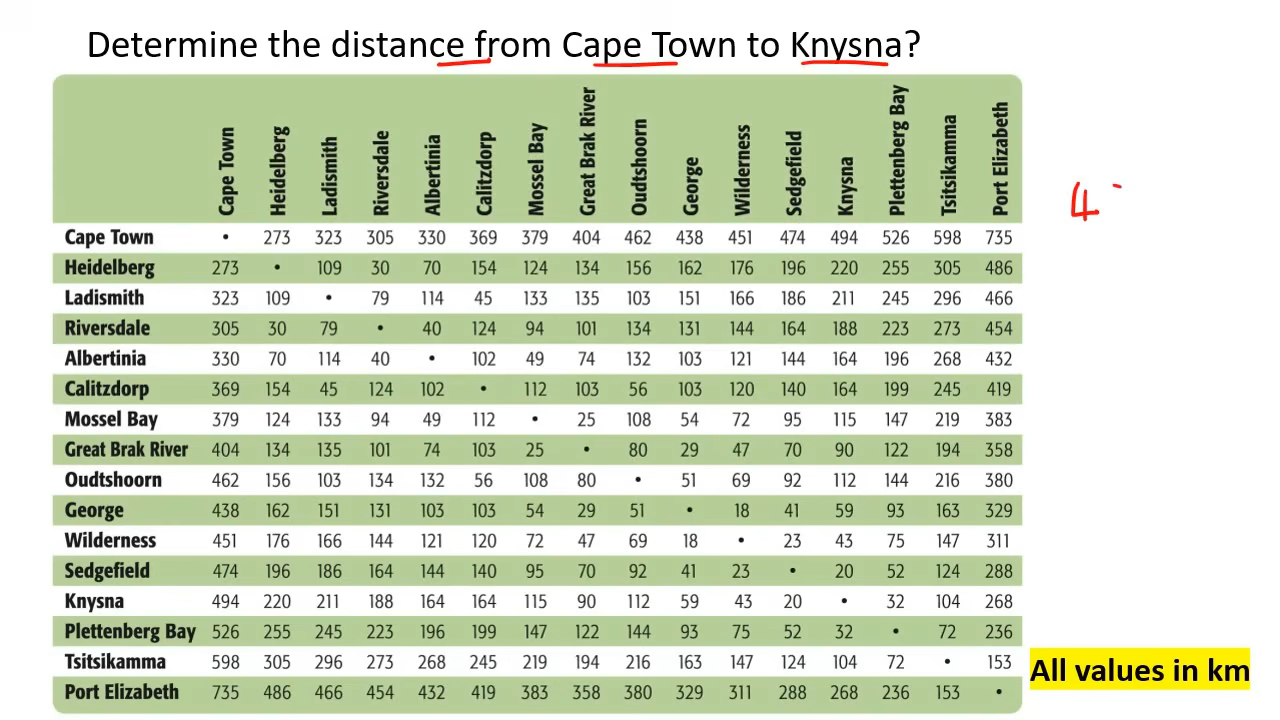 Determine the distance from Cape Town to Knysna?
Cape Town Heidelberg Ladismith Riversdale Albertinia Calitzdorp Mossel Bay Great Brak River Oudtshoorn George Wilderness Sedgefield Knysna Plettenberg Bay Tsitsikamma Port Elizabeth
Cape Town • 273 323 305 330 369 379 404 462 438 451 474 494 526 598 735
Heidelberg 273 • 109 30 70 154 124 134 156 162 176 196 220 255 305 486
Ladismith 323 109 • 79 114 45 133 135 103 151 166 186 211 245 296 466
Riversdale 305 30 79 • 40 124 94 101 134 131 144 164 188 223 273 454
Albertinia 330 70 114 40 • 102 49 74 132 103 121 144 164 196 268 432
Calitzdorp 369 154 45 124 102 • 112 103 56 103 120 140 164 199 245 419
Mossel Bay 379 124 133 94 49 112 • 25 108 54 72 95 115 147 219 383
Great Brak River 404 134 135 101 74 103 25 • 80 29 47 70 90 122 194 358
Oudtshoorn 462 156 103 134 132 56 108 80 • 51 69 92 112 144 216 380
George 438 162 151 131 103 103 54 29 51 • 18 41 59 93 163 329
Wilderness 451 176 166 144 121 120 72 47 69 18 • 23 43 75 147 311
Sedgefield 474 196 186 164 144 140 95 70 92 41 23 • 20 52 124 288
Knysna 494 220 211 188 164 164 115 90 112 59 43 20 • 32 104 268
Plettenberg Bay 526 255 245 223 196 199 147 122 144 93 75 52 32 • 72 236
Tsitsikamma 598 305 296 273 268 245 219 194 216 163 147 124 104 72 • 153
Port Elizabeth 735 486 466 454 432 419 383 358 380 329 311 288 268 236 153 •
4
All values in km